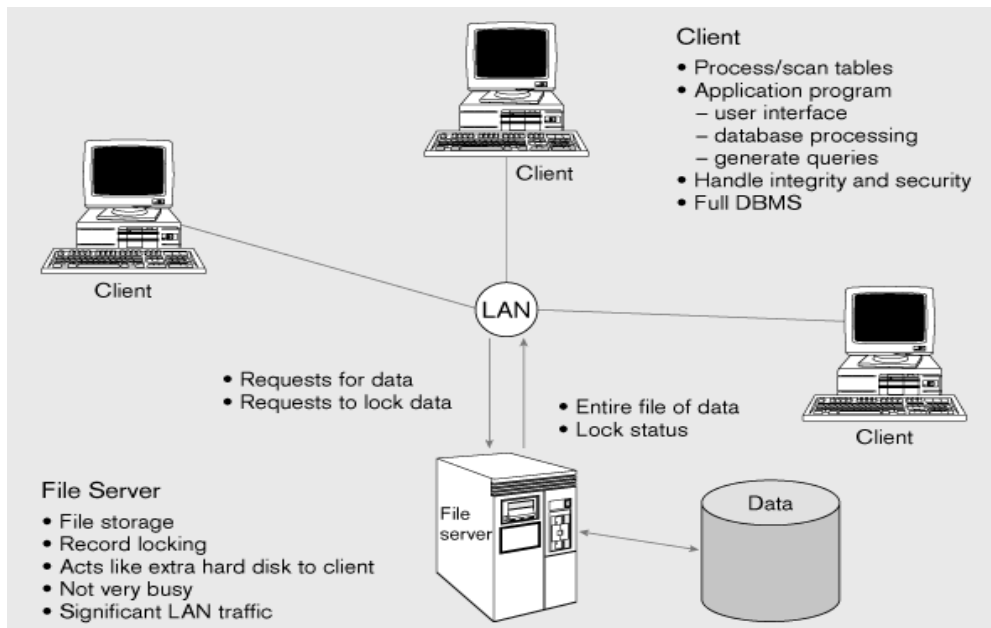 Client
• Process/scan tables
• Application program
– user interface
– database processing
– generate queries
• Handle integrity and security
• Full DBMS
Client
Client
LAN
Client
• Requests for data
• Requests to lock data
• Entire file of data
• Lock status
File Server
• File storage
• Record locking
• Acts like extra hard disk to client
• Not very busy
• Significant LAN traffic
File
server
Data